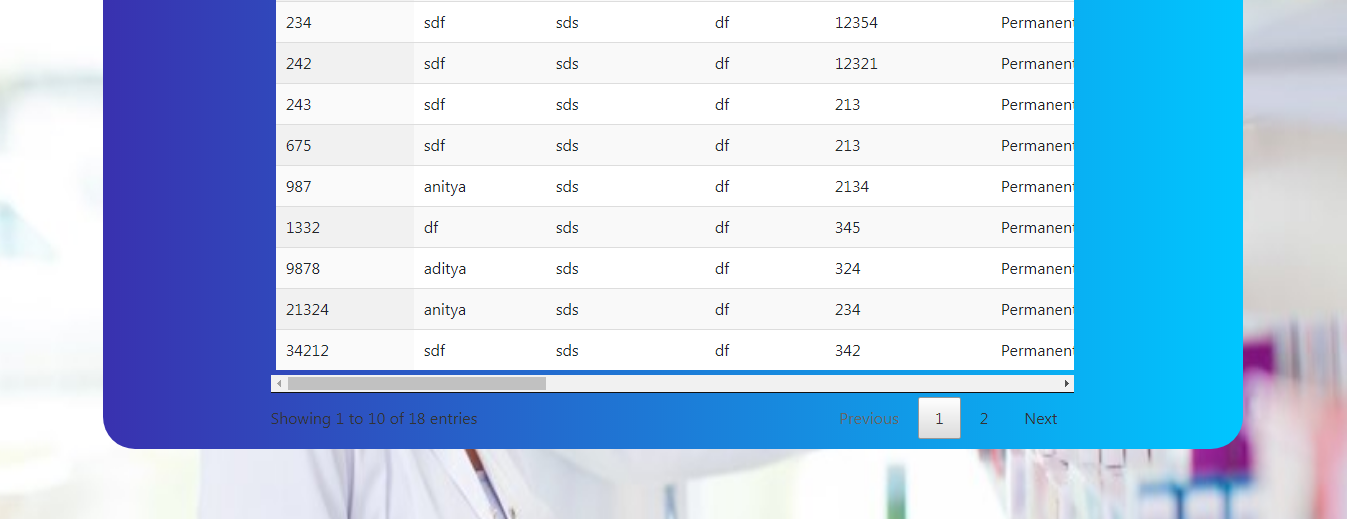 234 sdf sds df 12354 Permanent
242 sdf sds df 12321 Permanent
243 sdf sds df 213 Permanent
675 sdf sds df 213 Permanent
987 anitya sds df 2134 Permanent
1332 df sds df 345 Permanent
9878 aditya sds df 324 Permanent
21324 anitya sds df 234 Permanent
34212 sdf sds df 342 Permanent
Showing 1 to 10 of 18 entries Previous 1 2 Next